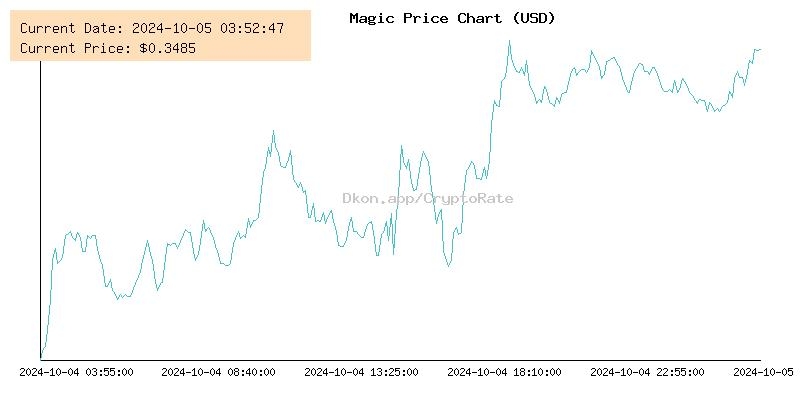 Magic Price Chart (USD)
Current Date: 2024-10-05 03:52:47
Current Price: $0.3485
Dkon.app/CryptoRate
2024-10-04 03:55:00
2024-10-04 08:40:00
2024-10-04 13:25:00
2024-10-04 18:10:00
2024-10-04 22:55:00
2024-10-05